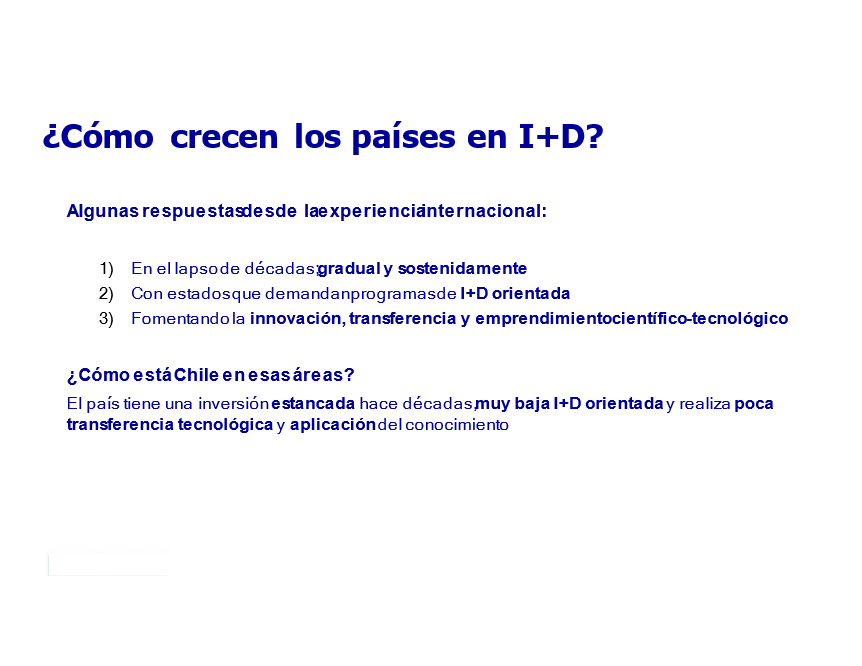 ¿Cómo crecen los países en I+D?
Algunas respuestas desde la experiencia internacional:
1) En el lapso de décadas; gradual y sostenidamente
2) Con estados que demandan programas de I+D orientada
3) Fomentando la innovación, transferencia y emprendimiento científico-tecnológico
¿Cómo está Chile en esas áreas?
El país tiene una inversión estancada hace décadas, muy baja I+D orientada y realiza poca
transferencia tecnológica y aplicación del conocimiento